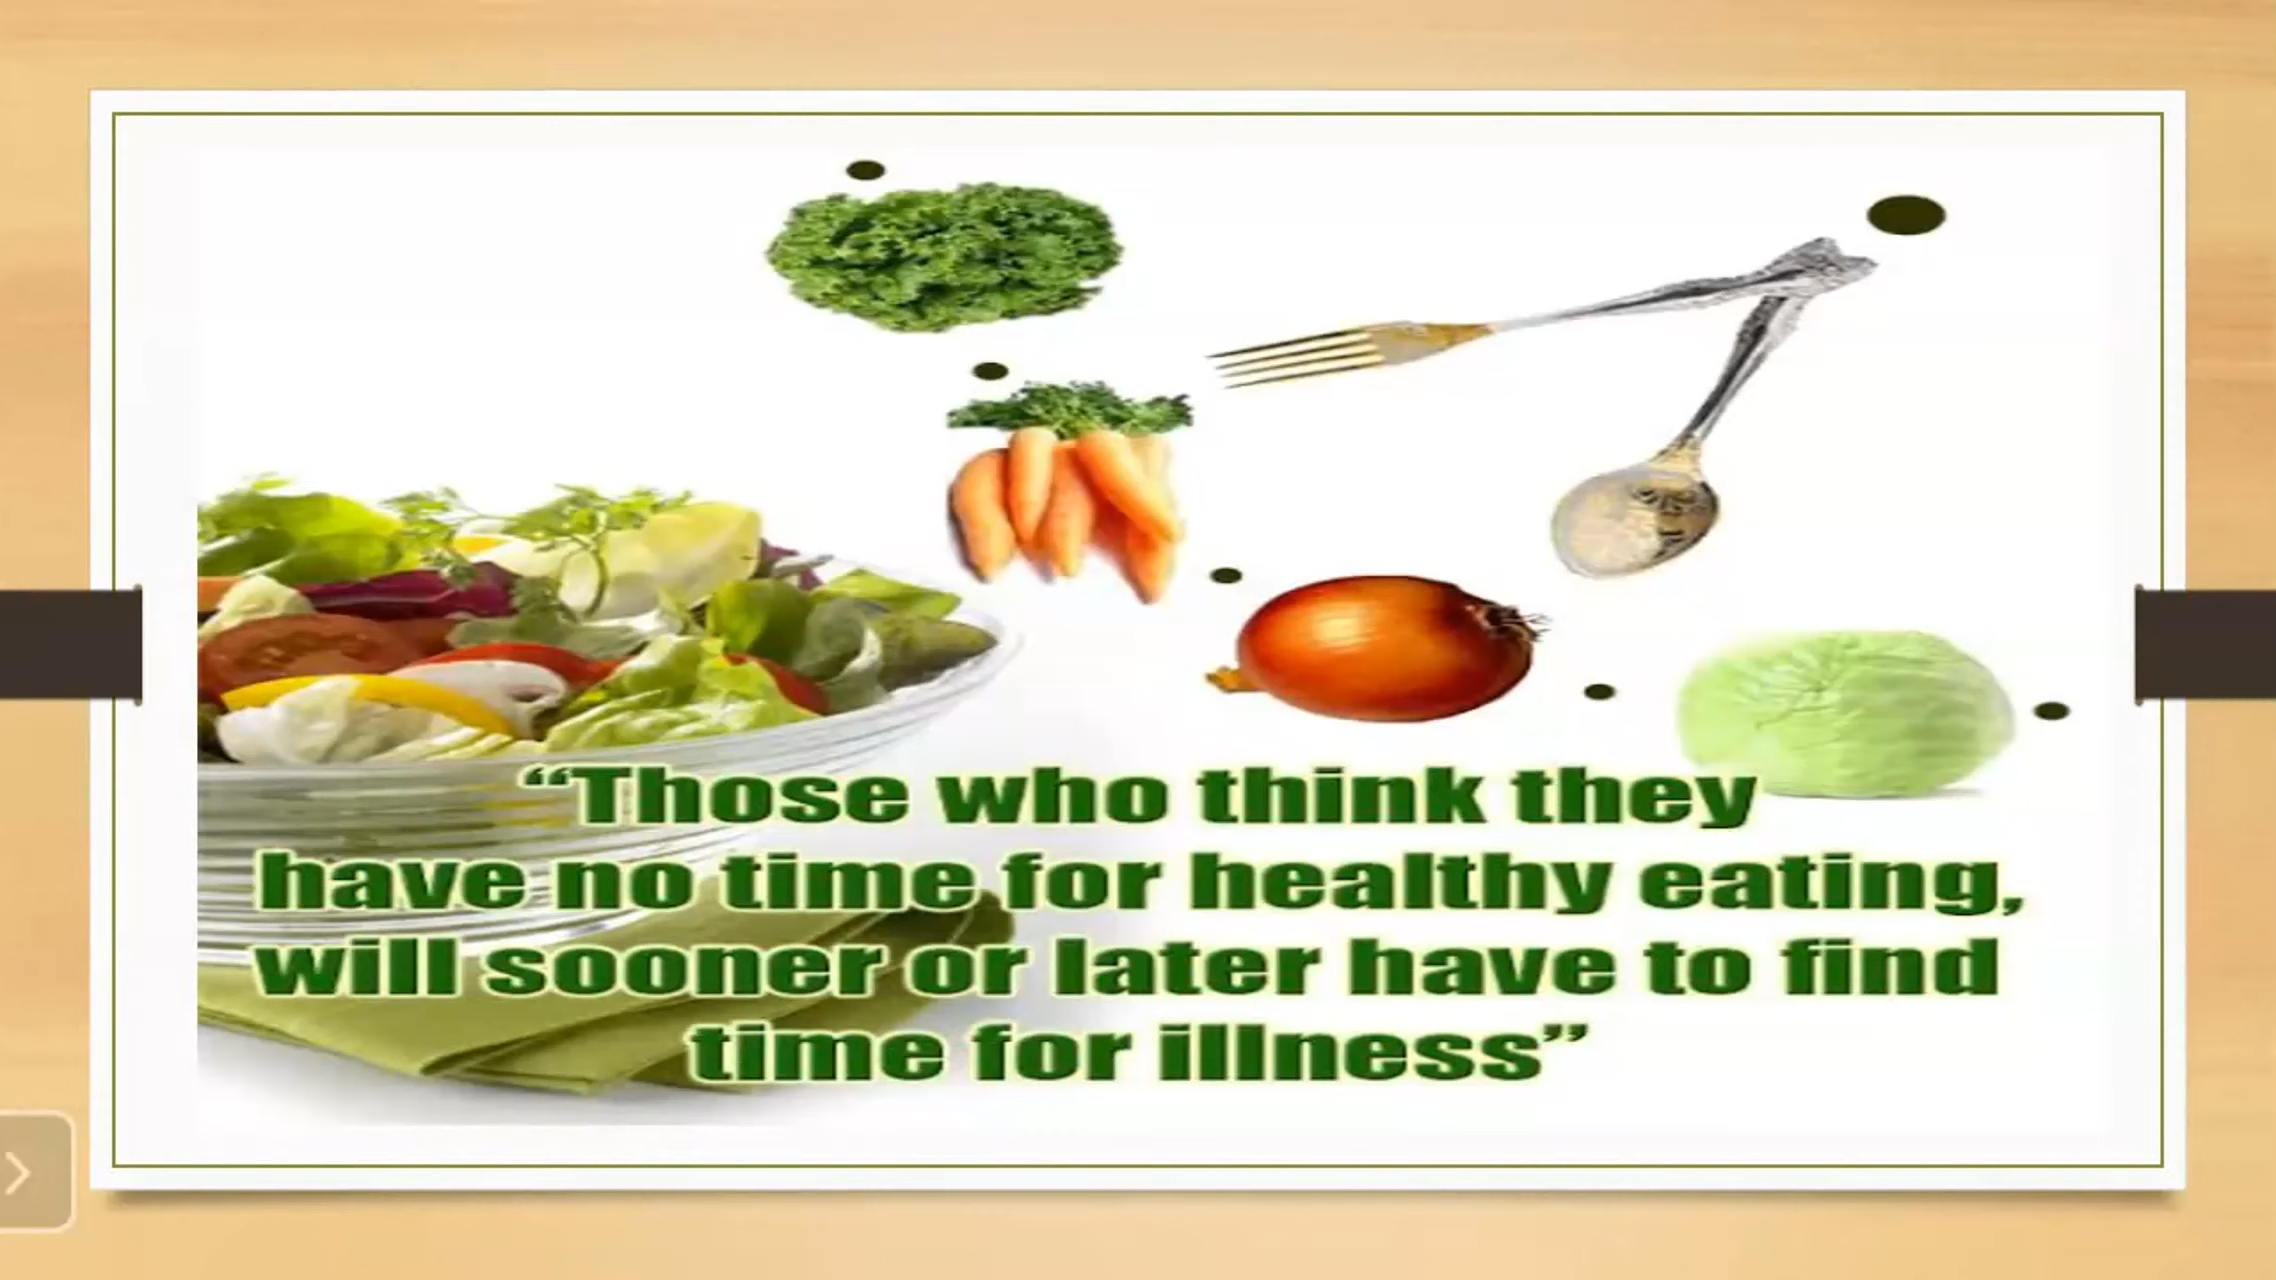 “Those who think they
have no time for healthy eating,
will sooner or later have to find
time for illness”